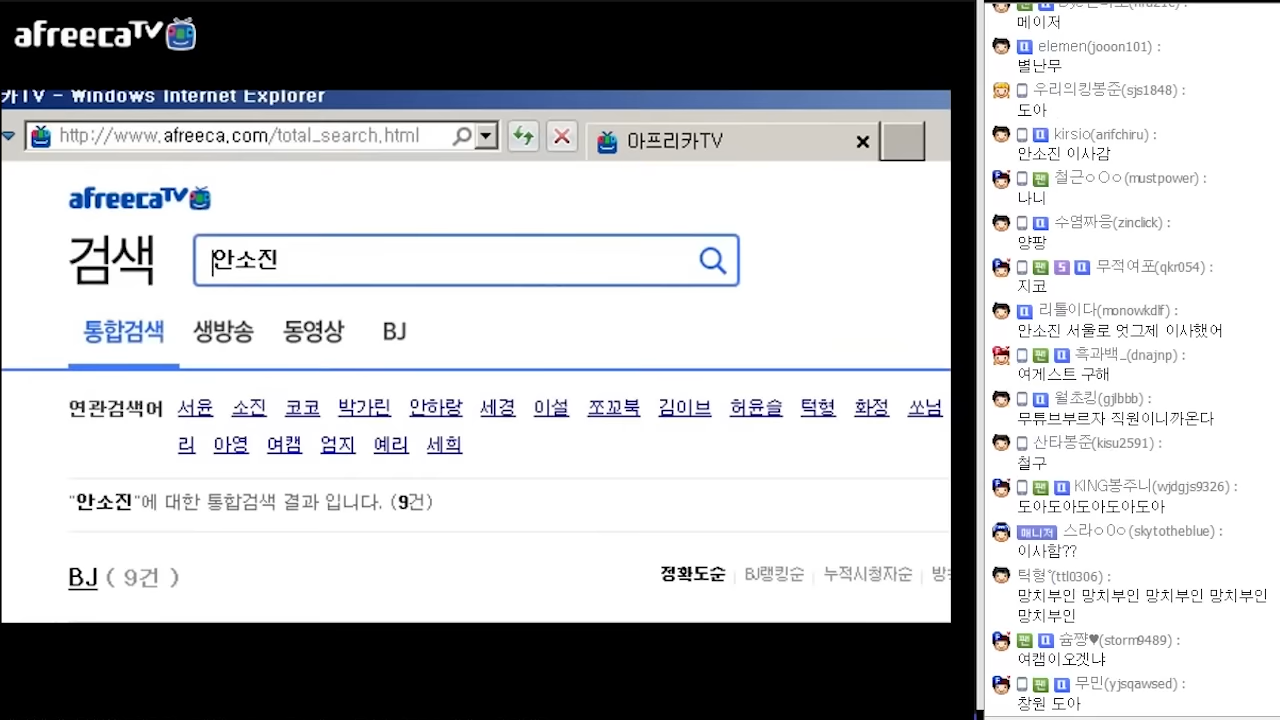 afreecaTV
카TV - Windows Internet Explorer
http://www.afreeca.com/total_search.html
아프리카TV
afreecaTV
검색
안소진
통합검색 생방송 동영상 BJ
연관검색어 서윤 소진 코코 박가린 안하랑 세경 이설 쪼꼬북 김이브 허윤슬 턱형 화정 쏘님
리 아영 여캠 엄지 예리 세희
"안소진"에 대한 통합검색 결과 입니다. (9건)
BJ ( 9건 )
정확도순 BJ랭킹순 누적시청자순
메이저
elemen(jooon101) :
별난무
우리의킹봉준(sjs1848) :
도아
kirsio(arifchiru) :
안소진 이사감
팬 철근ㅇOㅇ(mustpower) :
나니
수염짜응(zinclick) :
양팡
팬 S 무적여포(qkr054) :
지코
리톨이다(monowkdlf) :
안소진 서울로 엇그제 이사했어
팬 흑과백_(dnajnp) :
여게스트 구해
월초킹(gjlbbb) :
무튜브부르자 직원이니까온다
산타봉준(kisu2591) :
철구
팬 KING봉주니(wjdgjs9326) :
도아도아도아도아도아
매니저 스라ㅇ0ㅇ(skytotheblue) :
이사함??
턱형°(ttl0306) :
망치부인 망치부인 망치부인 망치부인
망치부인
팬 숨쨩♥(storm9489) :
여캠이오겟냐
팬 무민(yjsqawsed) :
창원 도아